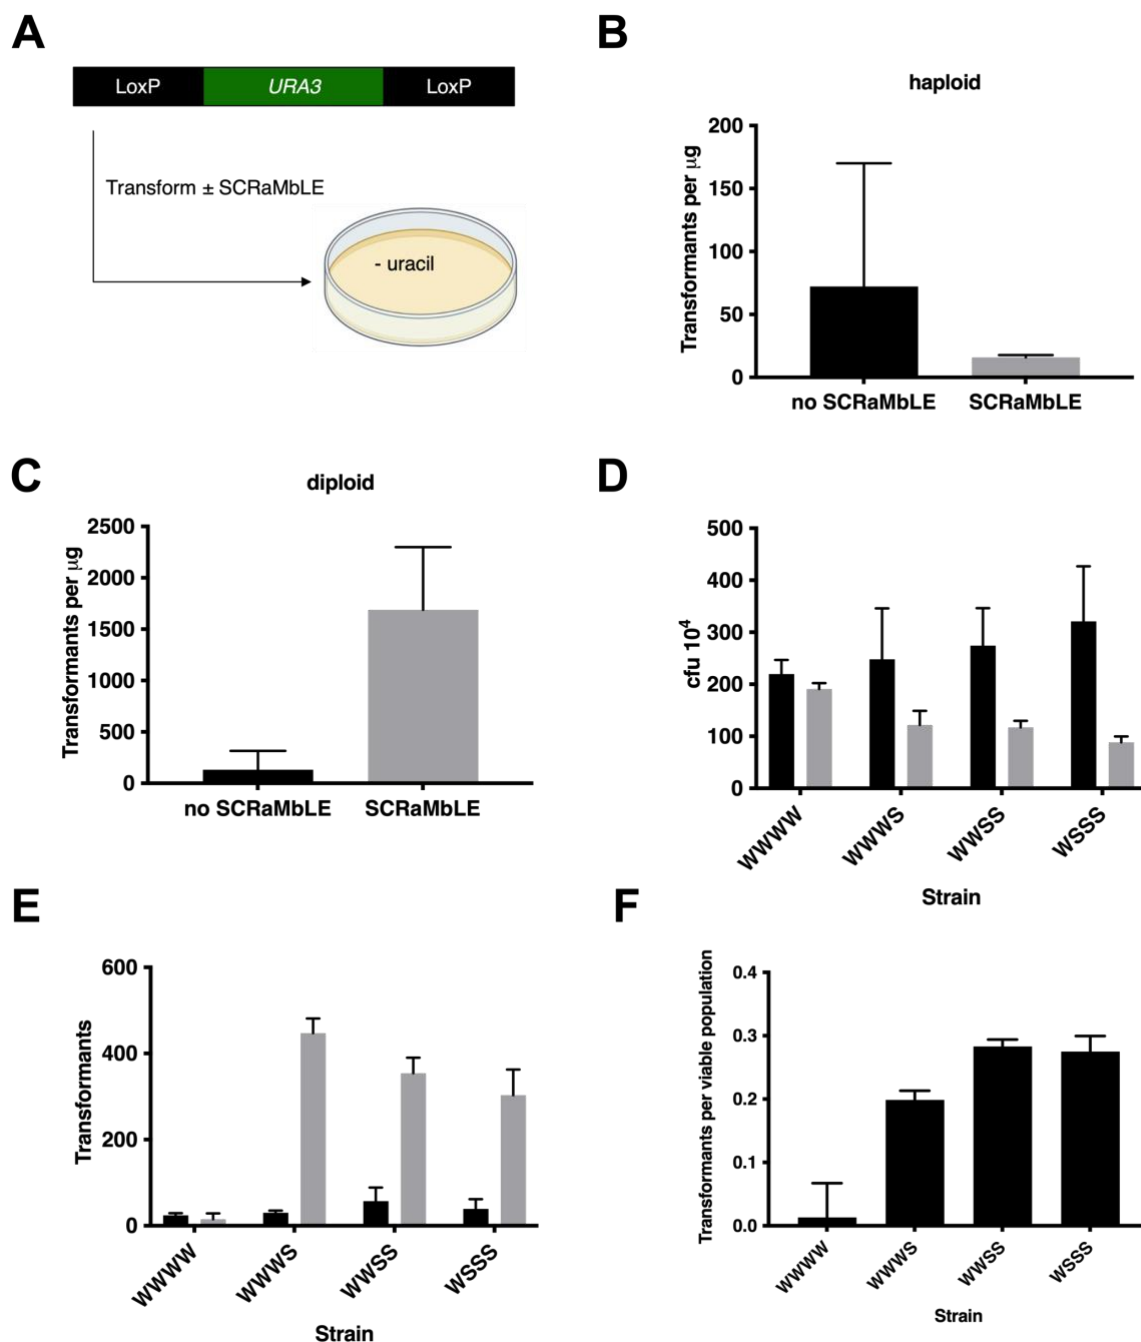 A
LoxP URA3 LoxP
Transform ± SCRaMbLE
- uracil
B
haploid
Transformants per μg
200
150
100
50
0
no SCRaMbLE SCRaMbLE
C
diploid
Transformants per μg
2500
2000
1500
1000
500
0
no SCRaMbLE SCRaMbLE
D
cfu 10⁴
500
400
300
200
100
0
WWWW WWWS WWSS WSSS
Strain
E
Transformants
600
400
200
0
WWWW WWWS WWSS WSSS
Strain
F
Transformants per viable population
0.4
0.3
0.2
0.1
0.0
WWWW WWWS WWSS WSSS
Strain